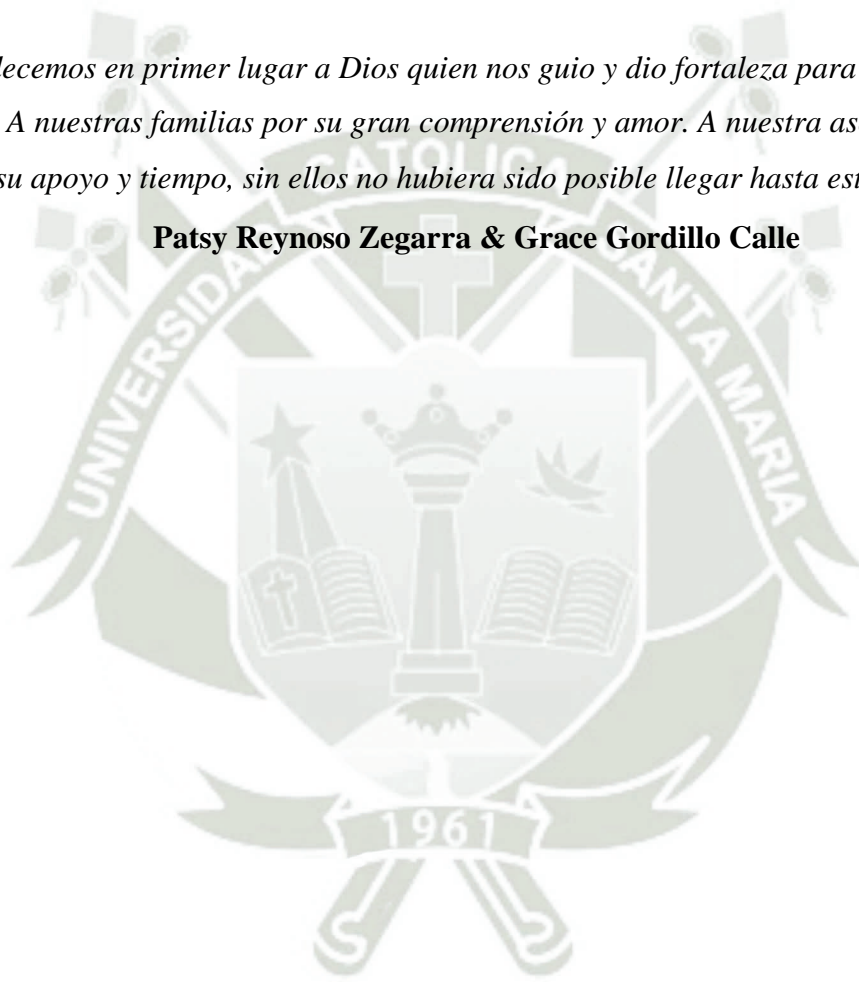 decemos en primer lugar a Dios quien nos guio y dio fortaleza para
A nuestras familias por su gran comprensión y amor. A nuestra as
su apoyo y tiempo, sin ellos no hubiera sido posible llegar hasta est
Patsy Reynoso Zegarra & Grace Gordillo Calle
UNIVERSIDAD CATOLICA SANTA MARIA
1961